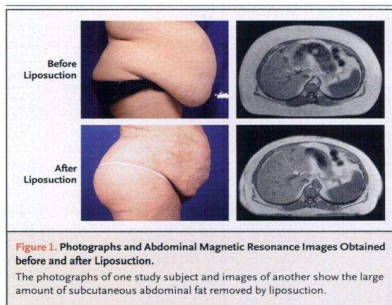 Before
Liposuction
After
Liposuction
Figure 1. Photographs and Abdominal Magnetic Resonance Images Obtained
before and after Liposuction.
The photographs of one study subject and images of another show the large
amount of subcutaneous abdominal fat removed by liposuction.